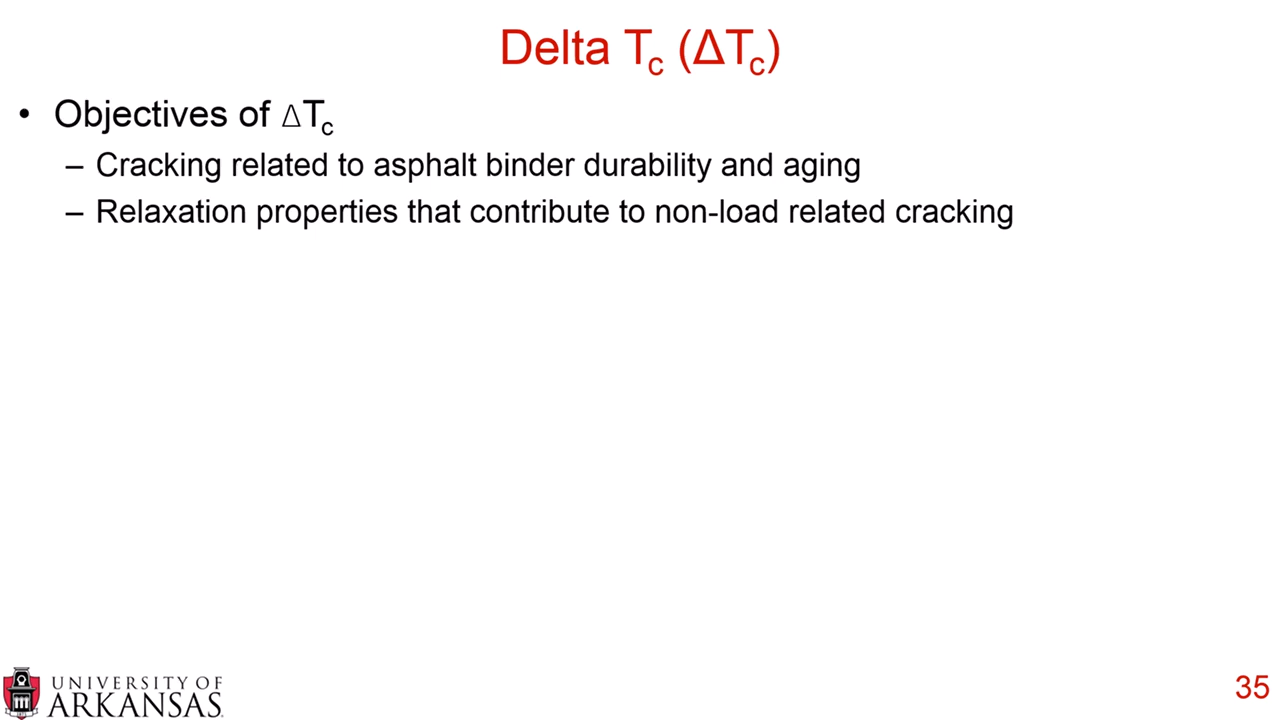 Delta Tc (ΔTc)
• Objectives of ΔTc
– Cracking related to asphalt binder durability and aging
– Relaxation properties that contribute to non-load related cracking
UNIVERSITY OF
ARKANSAS
35